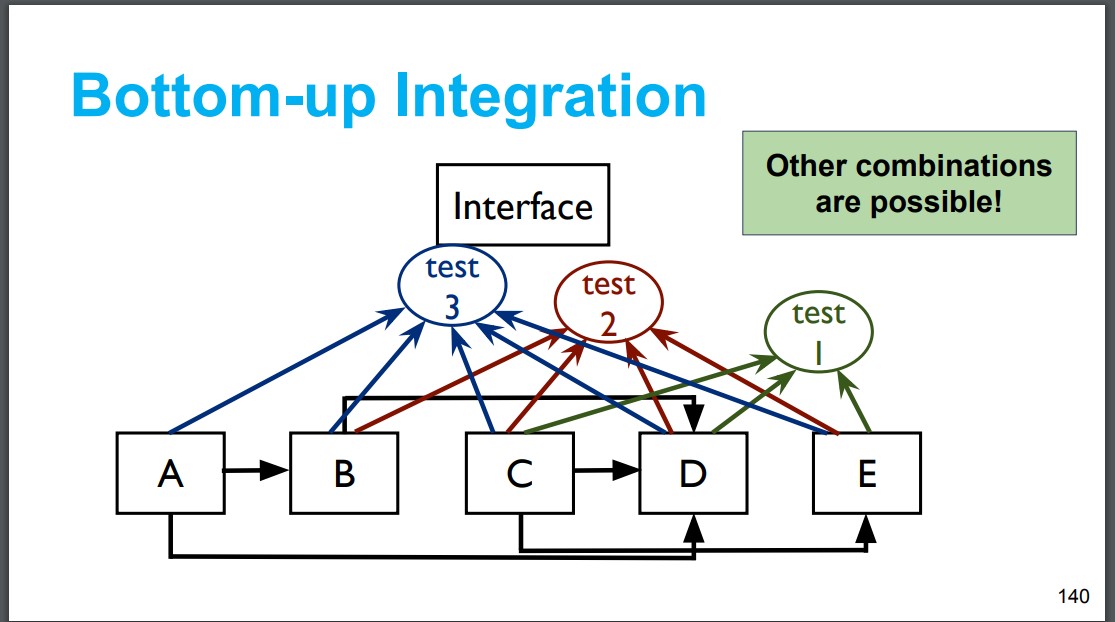 Bottom-up Integration
Other combinations
are possible!
Interface
test
3
test
2
test
1
A
B
C
D
E
140